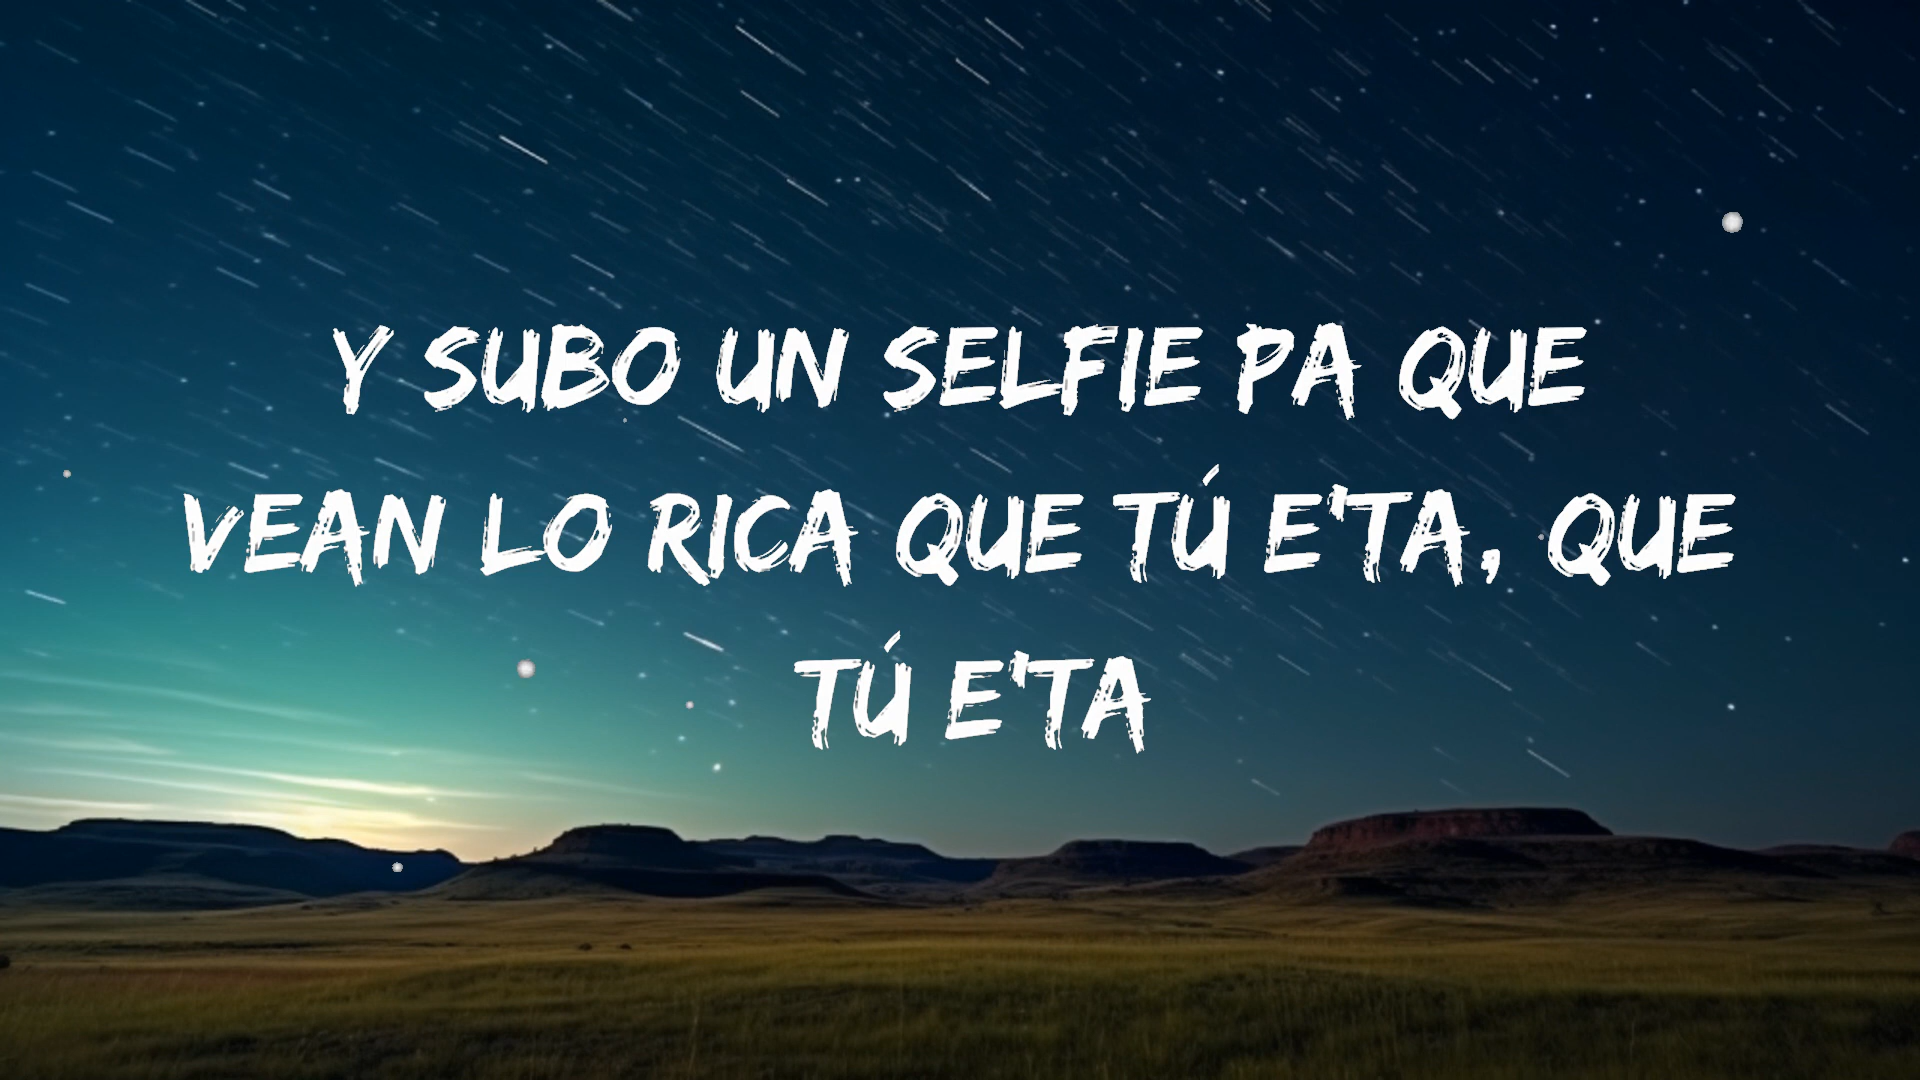 Y SUBO UN SELFIE PA QUE
VEAN LO RICA QUE TÚ E'TA, QUE
TÚ E'TA